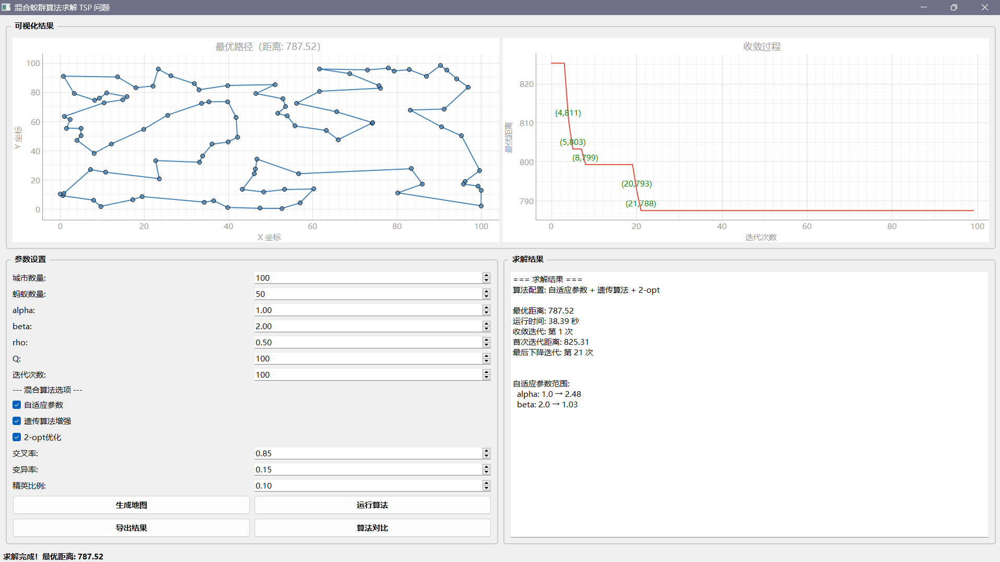 混合蚁群算法求解 TSP 问题
可视化结果
最优路径（距离: 787.52）
100
80
60
40
20
0
Y 坐标
0 20 40 60 80 100
X 坐标
收敛过程
820
810
800
790
最优距离
(4,811)
(5,803)
(8,799)
(20,793)
(21,788)
0 20 40 60 80 100
迭代次数
参数设置
城市数量: 100
蚂蚁数量: 50
alpha: 1.00
beta: 2.00
rho: 0.50
Q: 100
迭代次数: 100
--- 混合算法选项 ---
自适应参数
遗传算法增强
2-opt优化
交叉率: 0.85
变异率: 0.15
精英比例: 0.10
生成地图 运行算法
导出结果 算法对比
求解结果
=== 求解结果 ===
算法配置: 自适应参数 + 遗传算法 + 2-opt
最优距离: 787.52
运行时间: 38.39 秒
收敛迭代: 第 1 次
首次迭代距离: 825.31
最后下降迭代: 第 21 次
自适应参数范围:
alpha: 1.0 → 2.48
beta: 2.0 → 1.03
求解完成！最优距离: 787.52